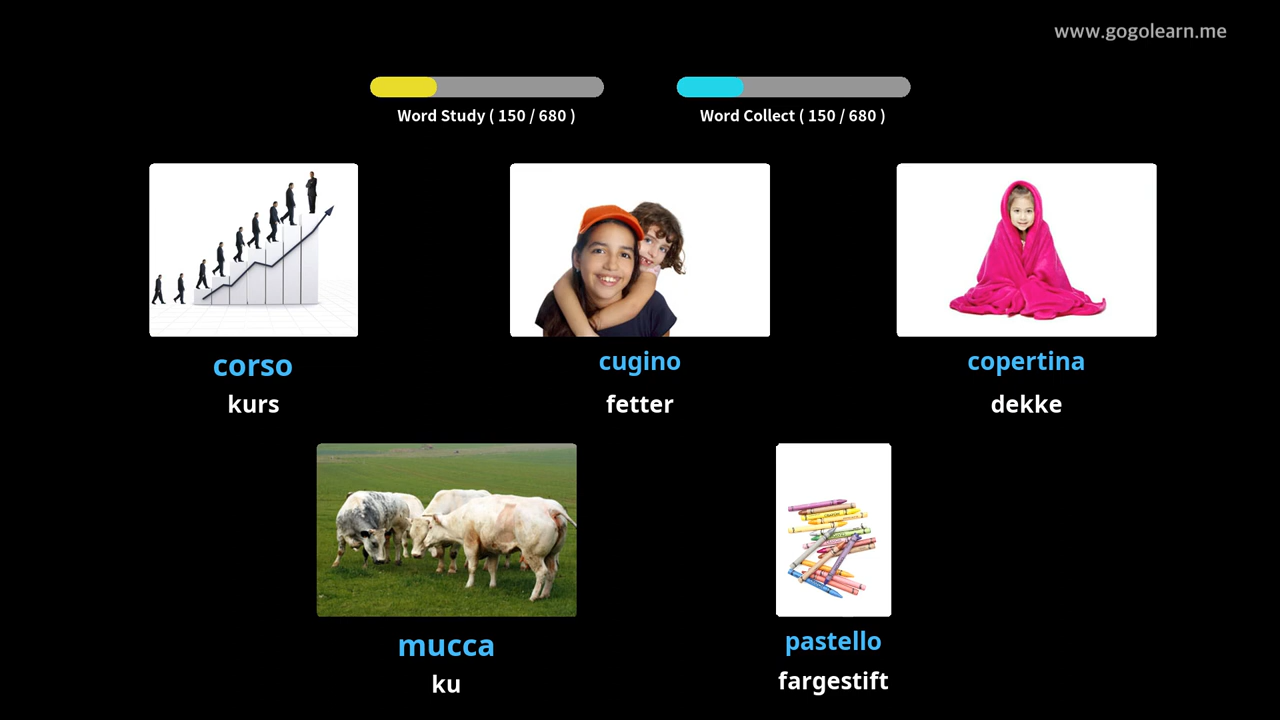 www.gogolearn.me
Word Study ( 150 / 680 )
Word Collect ( 150 / 680 )
corso
kurs
cugino
fetter
copertina
dekke
mucca
ku
pastello
fargestift